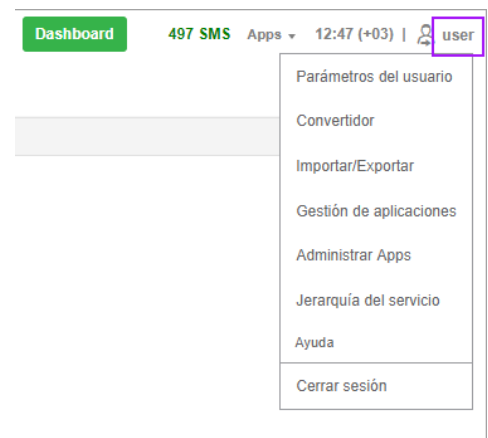 Dashboard 497 SMS Apps 12:47 (+03) | user
Parámetros del usuario
Convertidor
Importar/Exportar
Gestión de aplicaciones
Administrar Apps
Jerarquía del servicio
Ayuda
Cerrar sesión